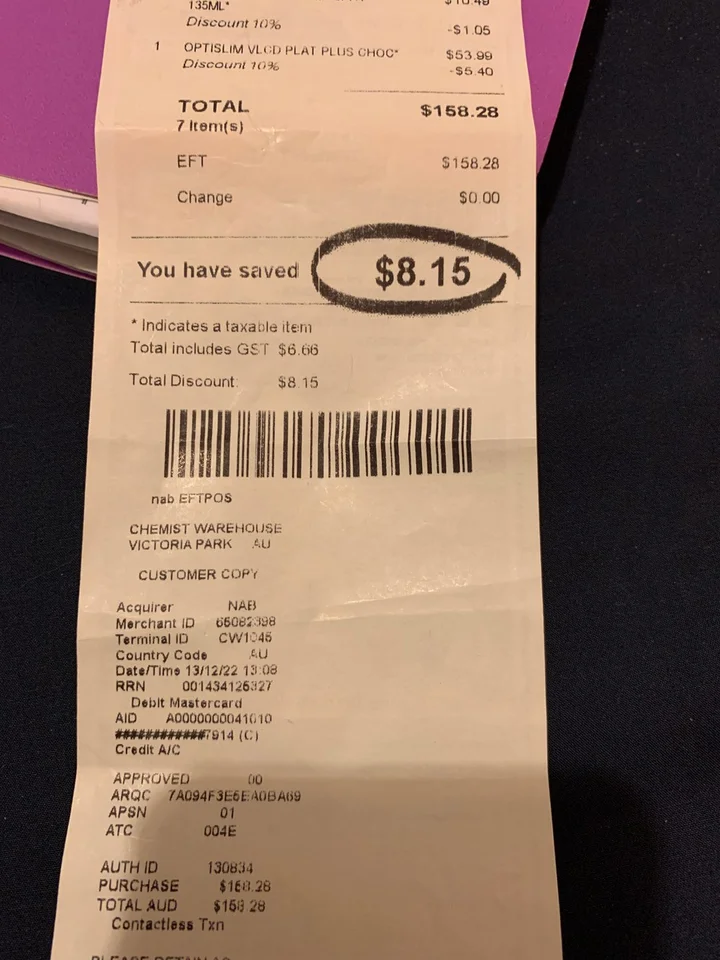 135ML* $10.49
Discount 10% -$1.05
1 OPTISLIM VLCD PLAT PLUS CHOC* $53.99
Discount 10% -$5.40
TOTAL $158.28
7 Item(s)
EFT $158.28
Change $0.00
You have saved $8.15
* Indicates a taxable item
Total includes GST $6.66
Total Discount: $8.15
nab EFTPOS
CHEMIST WAREHOUSE
VICTORIA PARK AU
CUSTOMER COPY
Acquirer NAB
Merchant ID 65082398
Terminal ID CW1045
Country Code AU
Date/Time 13/12/22 13:08
RRN 001434126327
Debit Mastercard
AID A0000000041010
############7914 (C)
Credit A/C
APPROVED 00
ARQC 7A094F3E6EA0BA69
APSN 01
ATC 004E
AUTH ID 130834
PURCHASE $158.28
TOTAL AUD $158.28
Contactless Txn